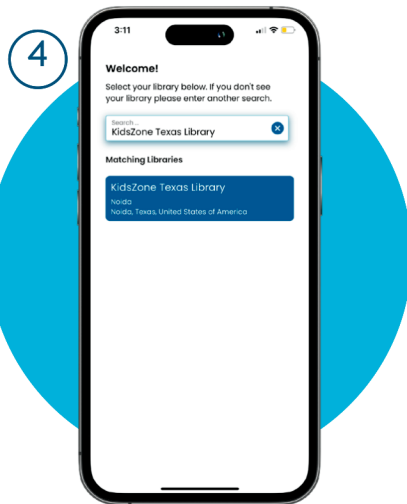 4
3:11
Welcome!
Select your library below. If you don't see
your library please enter another search.
Search...
KidsZone Texas Library
Matching Libraries
KidsZone Texas Library
Noida
Noida, Texas, United States of America